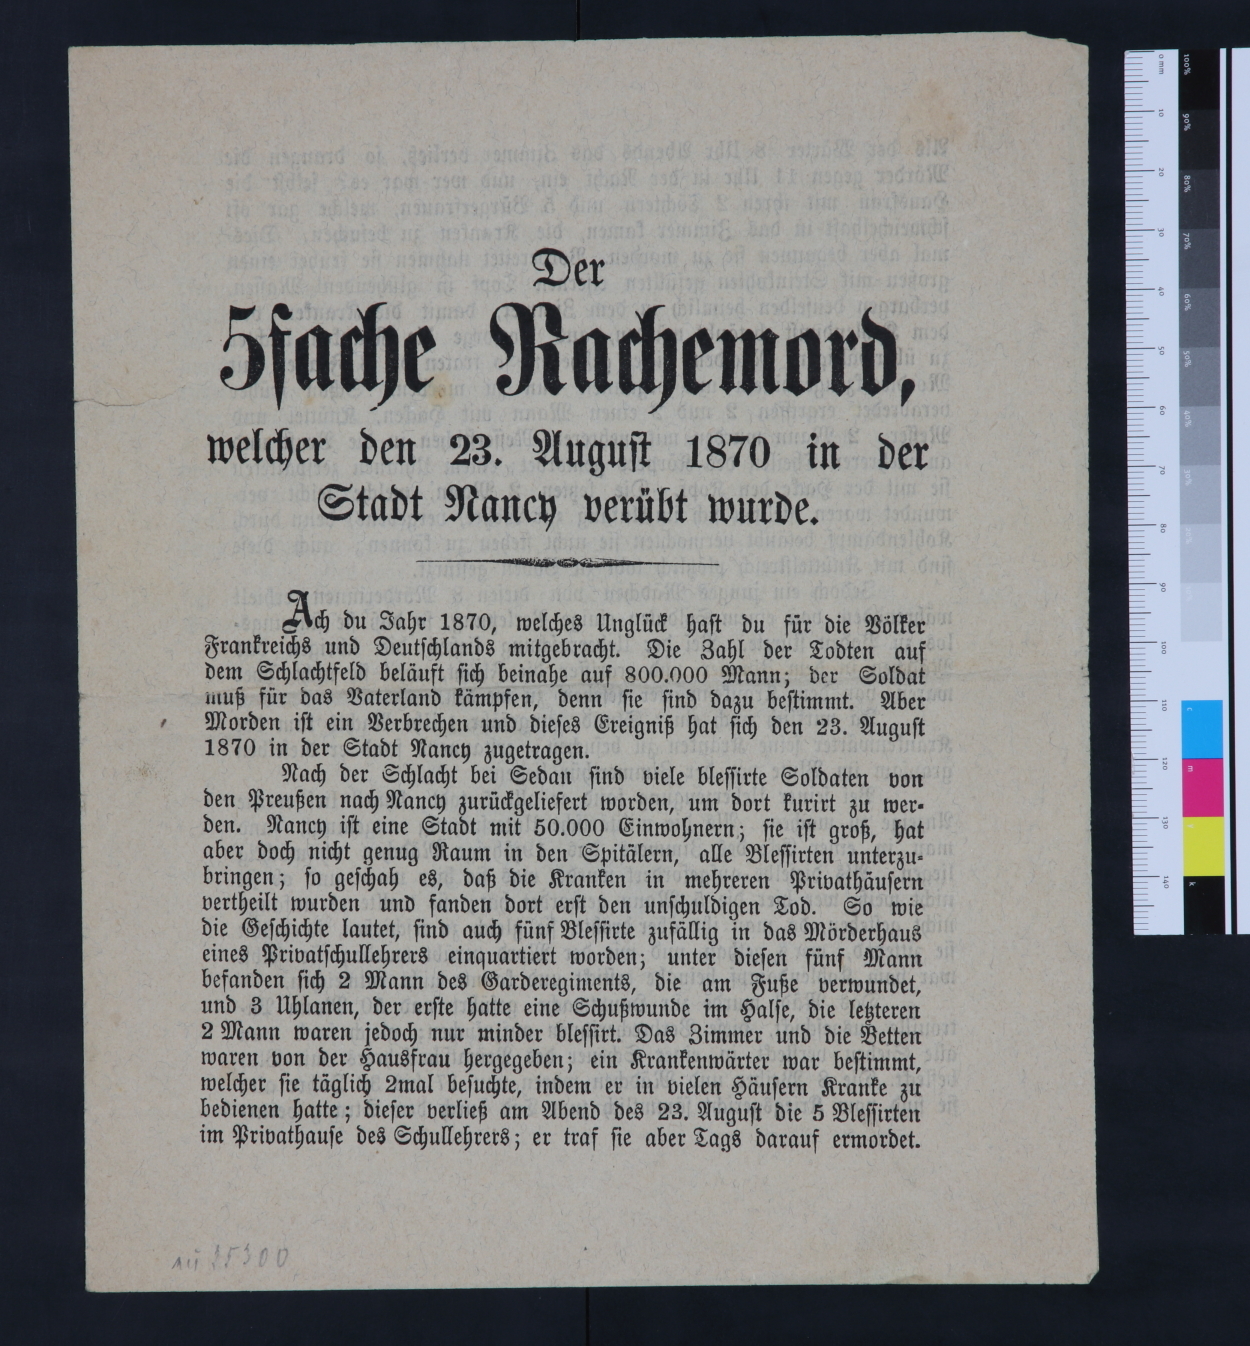 Der
5fache Rachemord,
welcher den 23. August 1870 in der
Stadt Nancy verübt wurde.
Ach du Jahr 1870, welches Unglück hast du für die Völker
Frankreichs und Deutschlands mitgebracht. Die Zahl der Todten auf
dem Schlachtfeld beläuft sich beinahe auf 800.000 Mann; der Soldat
muß für das Vaterland kämpfen, denn sie sind dazu bestimmt. Aber
Morden ist ein Verbrechen und dieses Ereigniß hat sich den 23. August
1870 in der Stadt Nancy zugetragen.
Nach der Schlacht bei Sedan sind viele blessirte Soldaten von
den Preußen nach Nancy zurückgeliefert worden, um dort kurirt zu wer-
den. Nancy ist eine Stadt mit 50.000 Einwohnern; sie ist groß, hat
aber doch nicht genug Raum in den Spitälern, alle Blessirten unterzu-
bringen; so geschah es, daß die Kranken in mehreren Privathäusern
vertheilt wurden und fanden dort erst den unschuldigen Tod. So wie
die Geschichte lautet, sind auch fünf Blessirte zufällig in das Mörderhaus
eines Privatschullehrers einquartiert worden; unter diesen fünf Mann
befanden sich 2 Mann des Garderegiments, die am Fuße verwundet,
und 3 Uhlanen, der erste hatte eine Schußwunde im Halse, die letzteren
2 Mann waren jedoch nur minder blessirt. Das Zimmer und die Betten
waren von der Hausfrau hergegeben; ein Krankenwärter war bestimmt,
welcher sie täglich 2mal besuchte, indem er in vielen Häusern Kranke zu
bedienen hatte; dieser verließ am Abend des 23. August die 5 Blessirten
im Privathause des Schullehrers; er traf sie aber Tags darauf ermordet.